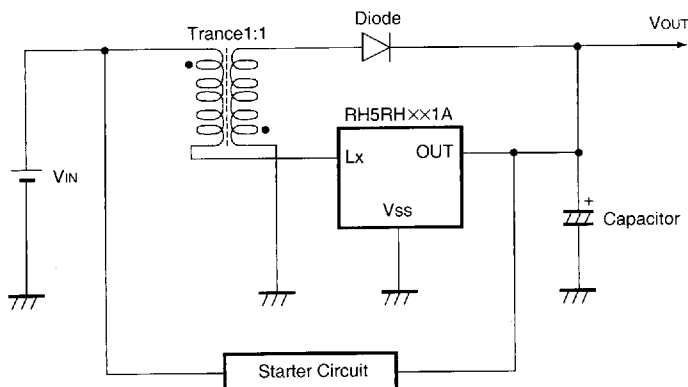 Diode
Trance1:1
VOUT
RH5RH××1A
Lx
OUT
VIN
VSS
+
Capacitor
Starter Circuit